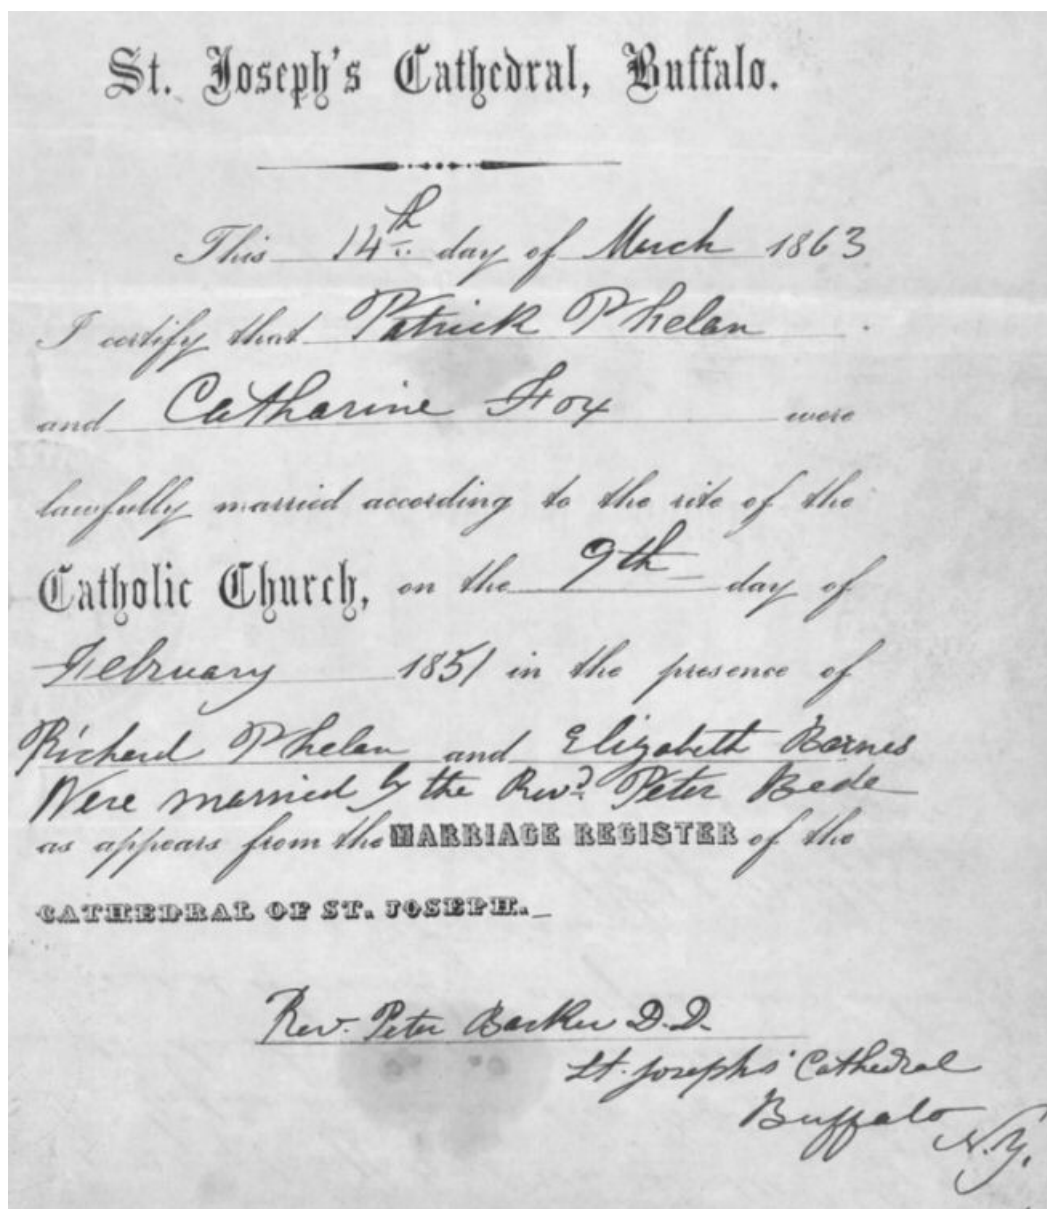 St. Joseph's Cathedral, Buffalo.
This 14th day of March 1863
I certify that Patrick Phelan
and Catharine Fox were
lawfully married according to the rite of the
Catholic Church, on the 9th day of
February 1851 in the presence of
Richard Phelan and Elizabeth Barnes
Were married by the Revd. Peter Bede
as appears from the MARRIAGE REGISTER of the
CATHEDRAL OF ST. JOSEPH.
Rev. Peter Barker D.D.
St. Joseph's Cathedral
Buffalo
N.Y.